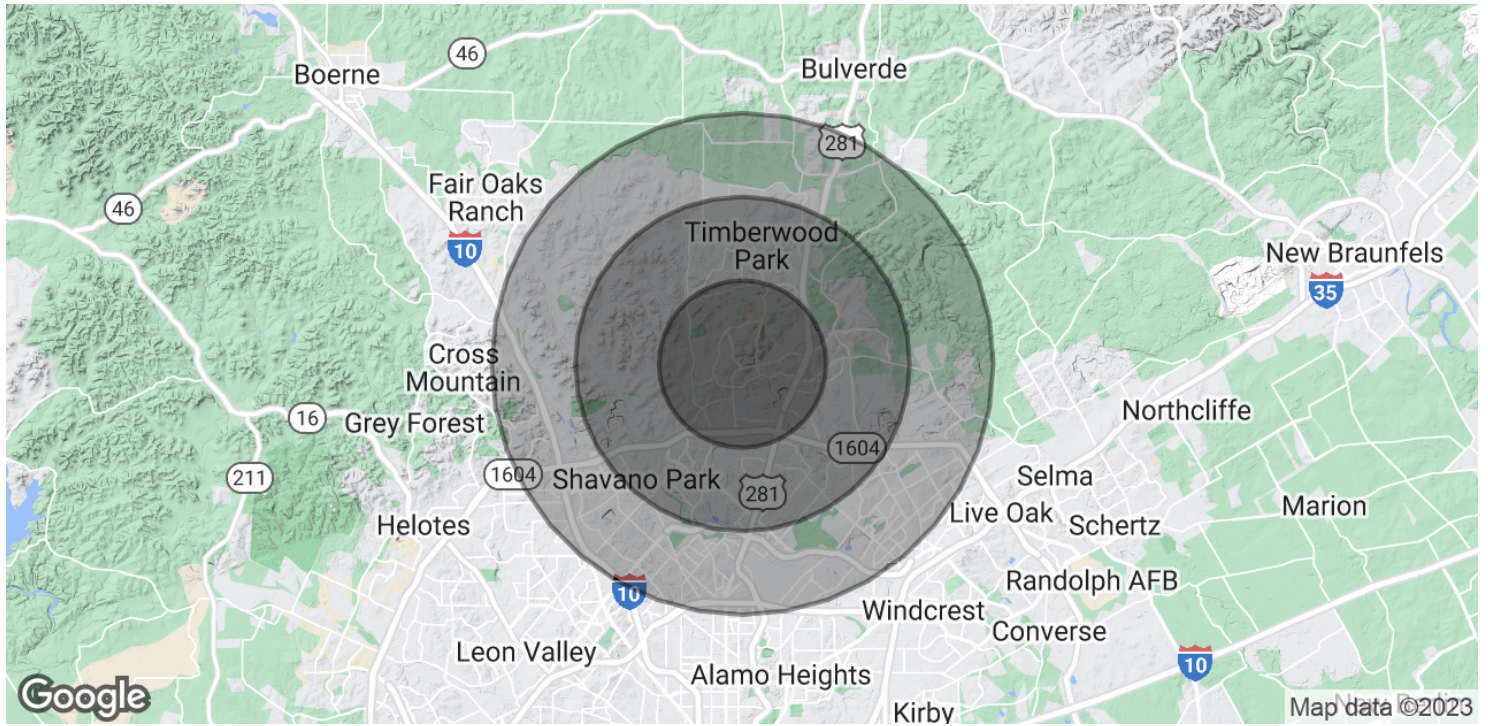 46
Boerne
Bulverde
281
Fair Oaks
Ranch
46
10
Timberwood
Park
New Braunfels
35
Cross
Mountain
16
Grey Forest
Northcliffe
1604
211
1604
Shavano Park
281
Selma
Helotes
Live Oak
Schertz
Marion
10
Randolph AFB
Windcrest
Converse
Leon Valley
10
Alamo Heights
Google
Kirby
Map data ©2023